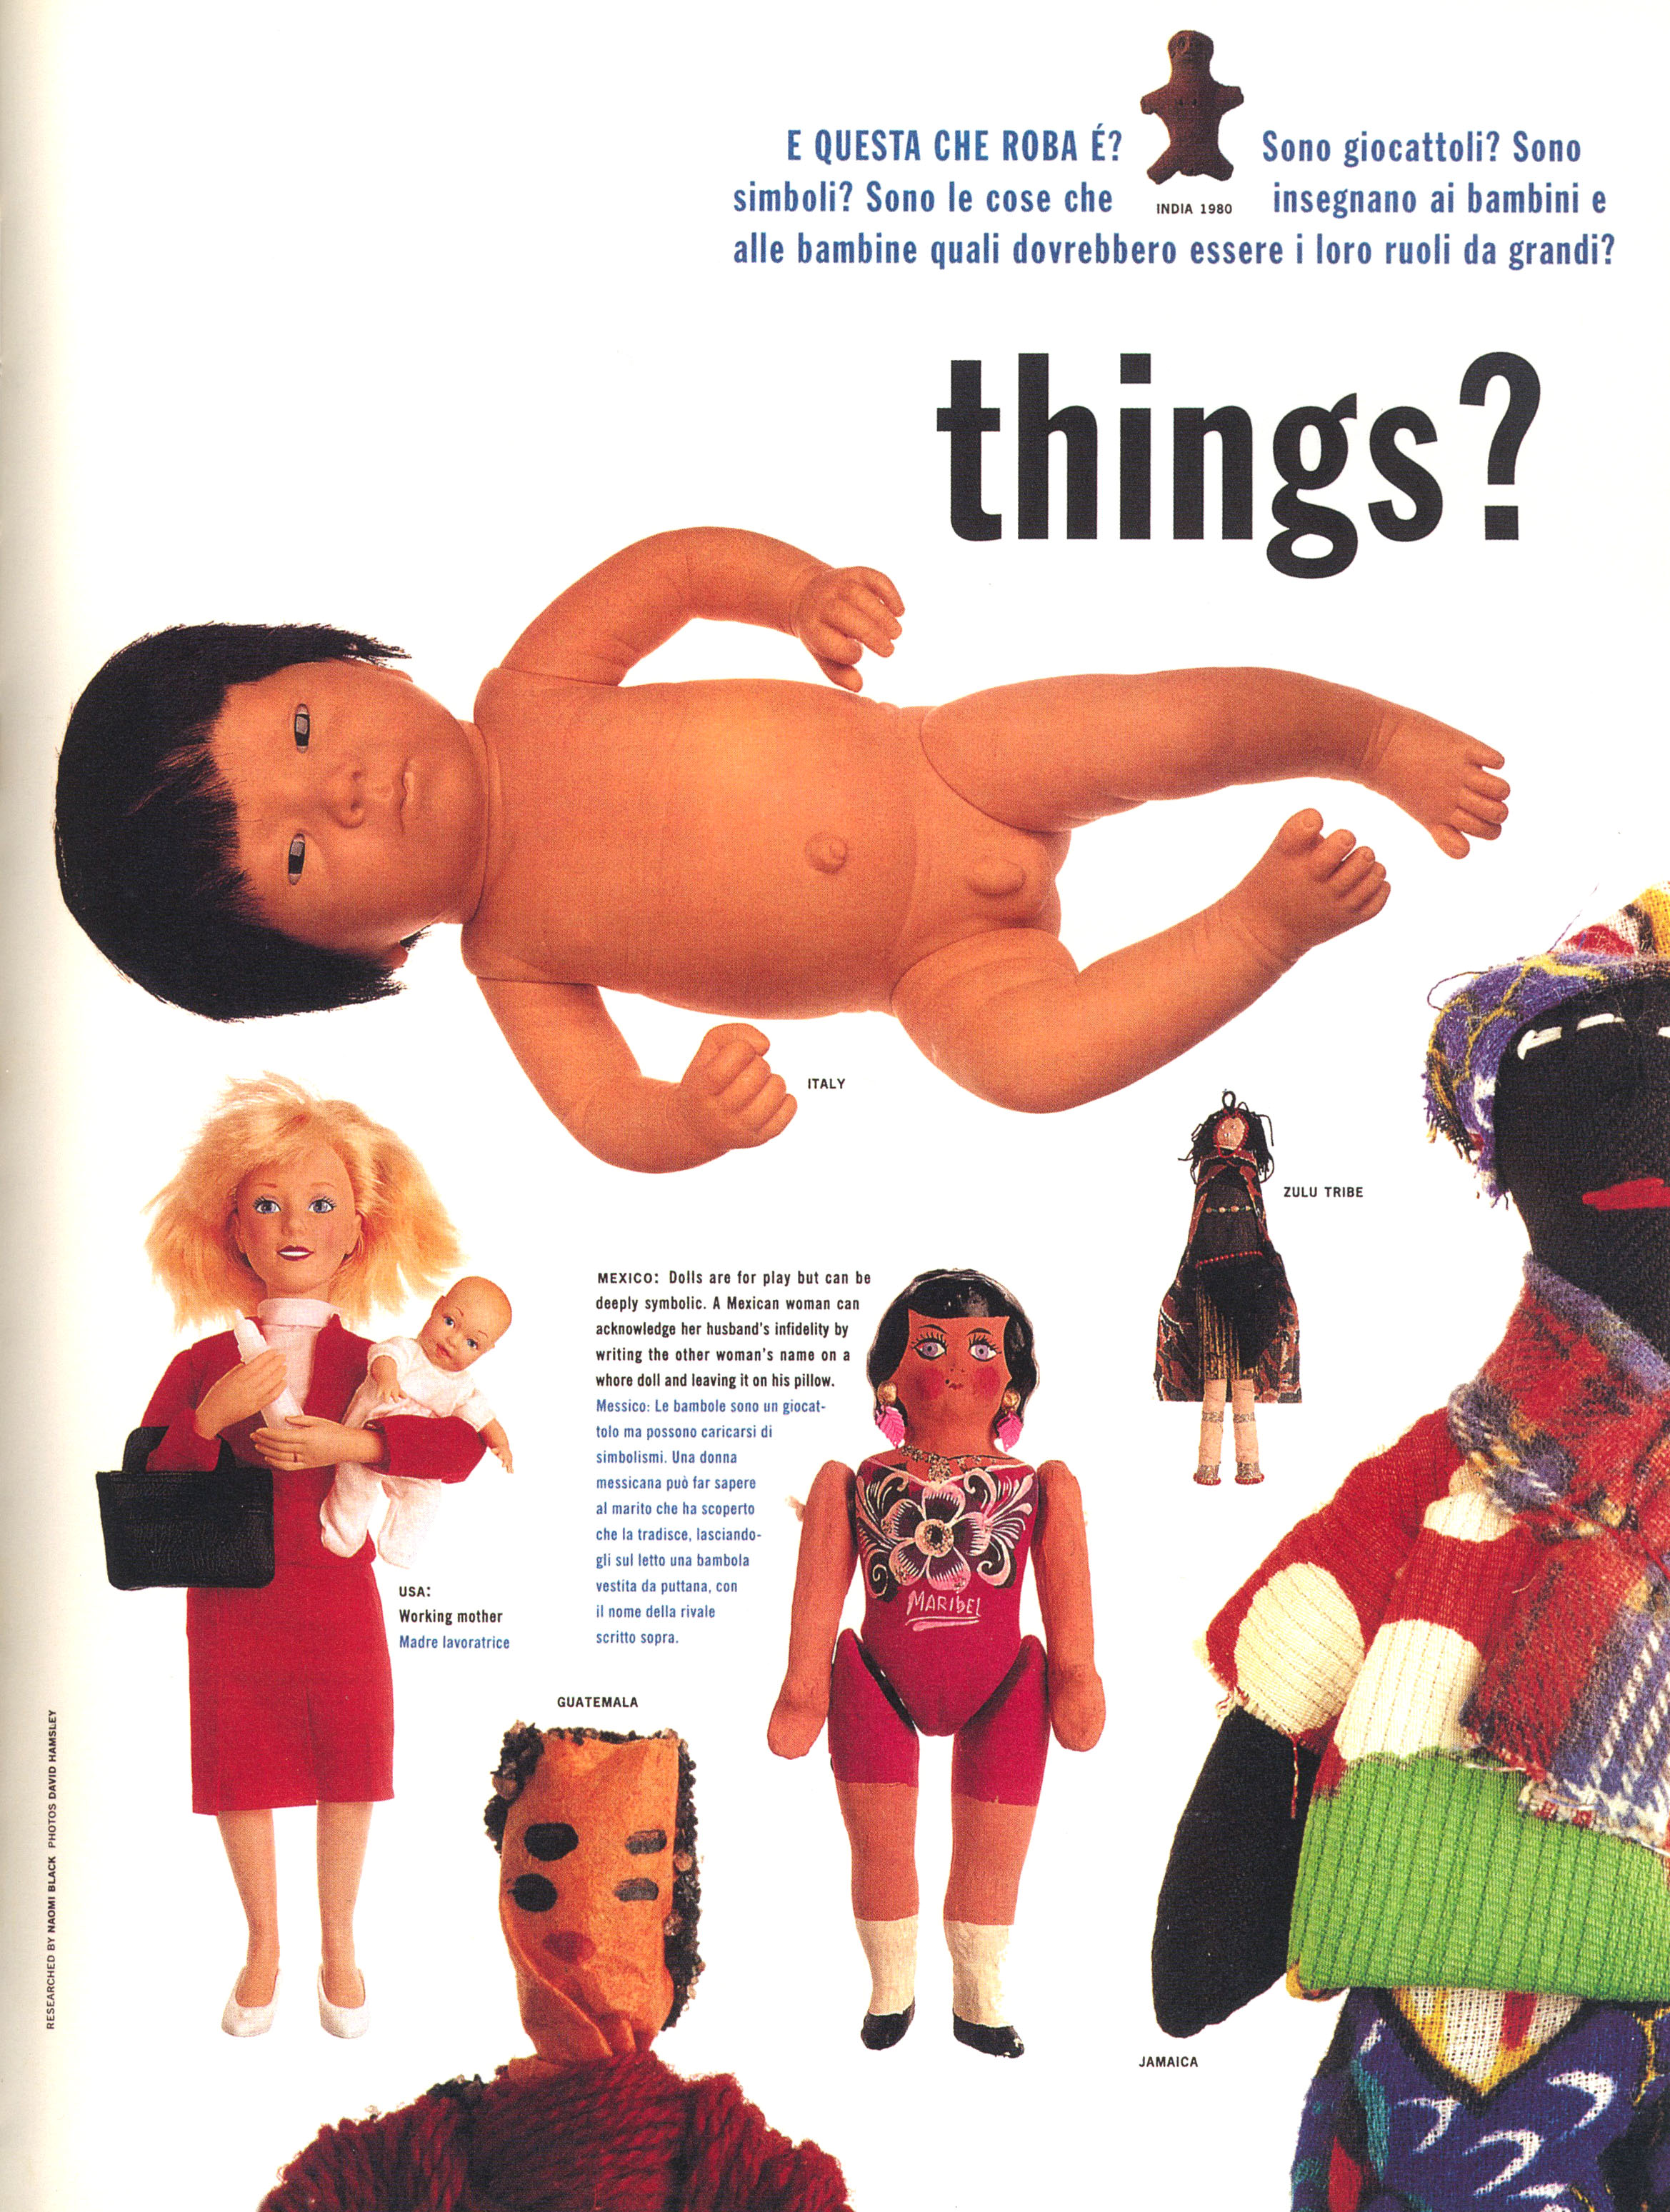 E QUESTA CHE ROBA É? Sono giocattoli? Sono
simboli? Sono le cose che insegnano ai bambini e
INDIA 1980
alle bambine quali dovrebbero essere i loro ruoli da grandi?
things?
ITALY
ZULU TRIBE
MEXICO: Dolls are for play but can be
deeply symbolic. A Mexican woman can
acknowledge her husband's infidelity by
writing the other woman's name on a
whore doll and leaving it on his pillow.
Messico: Le bambole sono un giocat-
tolo ma possono caricarsi di
simbolismi. Una donna
messicana può far sapere
al marito che ha scoperto
che la tradisce, lasciando-
gli sul letto una bambola
vestita da puttana, con
il nome della rivale
scritto sopra.
MARIBEL
USA:
Working mother
Madre lavoratrice
GUATEMALA
JAMAICA
RESEARCHED BY NAOMI BLACK PHOTOS DAVID HAMSLEY